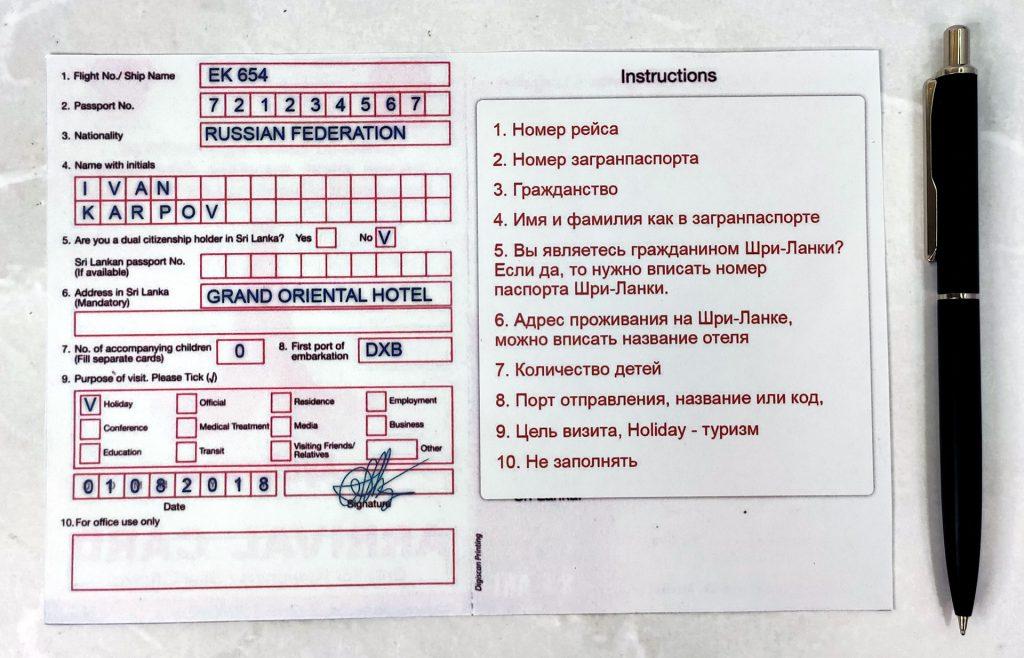 1. Flight No./ Ship Name EK 654
2. Passport No. 7 2 1 2 3 4 5 6 7
3. Nationality RUSSIAN FEDERATION
4. Name with initials
I V A N
K A R P O V
5. Are you a dual citizenship holder in Sri Lanka? Yes No V
Sri Lankan passport No.
(If available)
6. Address in Sri Lanka GRAND ORIENTAL HOTEL
(Mandatory)
7. No. of accompanying children 0 8. First port of DXB
(Fill separate cards) embarkation
9. Purpose of visit. Please Tick (√)
V Holiday Official Residence Employment
Conference Medical Treatment Media Business
Education Transit Visiting Friends/ Other
Relatives
0 1 0 8 2 0 1 8
Date Signature
10. For office use only
Digiscan Printing
Instructions
1. Номер рейса
2. Номер загранпаспорта
3. Гражданство
4. Имя и фамилия как в загранпаспорте
5. Вы являетесь гражданином Шри-Ланки?
Если да, то нужно вписать номер
паспорта Шри-Ланки.
6. Адрес проживания на Шри-Ланке,
можно вписать название отеля
7. Количество детей
8. Порт отправления, название или код,
9. Цель визита, Holiday - туризм
10. Не заполнять